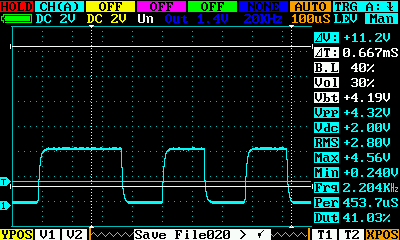 HOLD CH(A) OFF OFF OFF NONE AUTO TRG A:
DC 2V DC 2V Un Out 1.4V 20KHz 100uS LEV Man
ΔV: +11.2V
ΔT: 0.667mS
B.L 40%
Vol 30%
Vbt +4.19V
Vpp +4.32V
Vdc +2.00V
RMS +2.80V
Max +4.56V
Min +0.240V
Frq 2.204KHz
Per 453.7uS
Dut 41.03%
T
1
YPOS V1 V2 Save File020 > ✓ T1 T2 XPOS